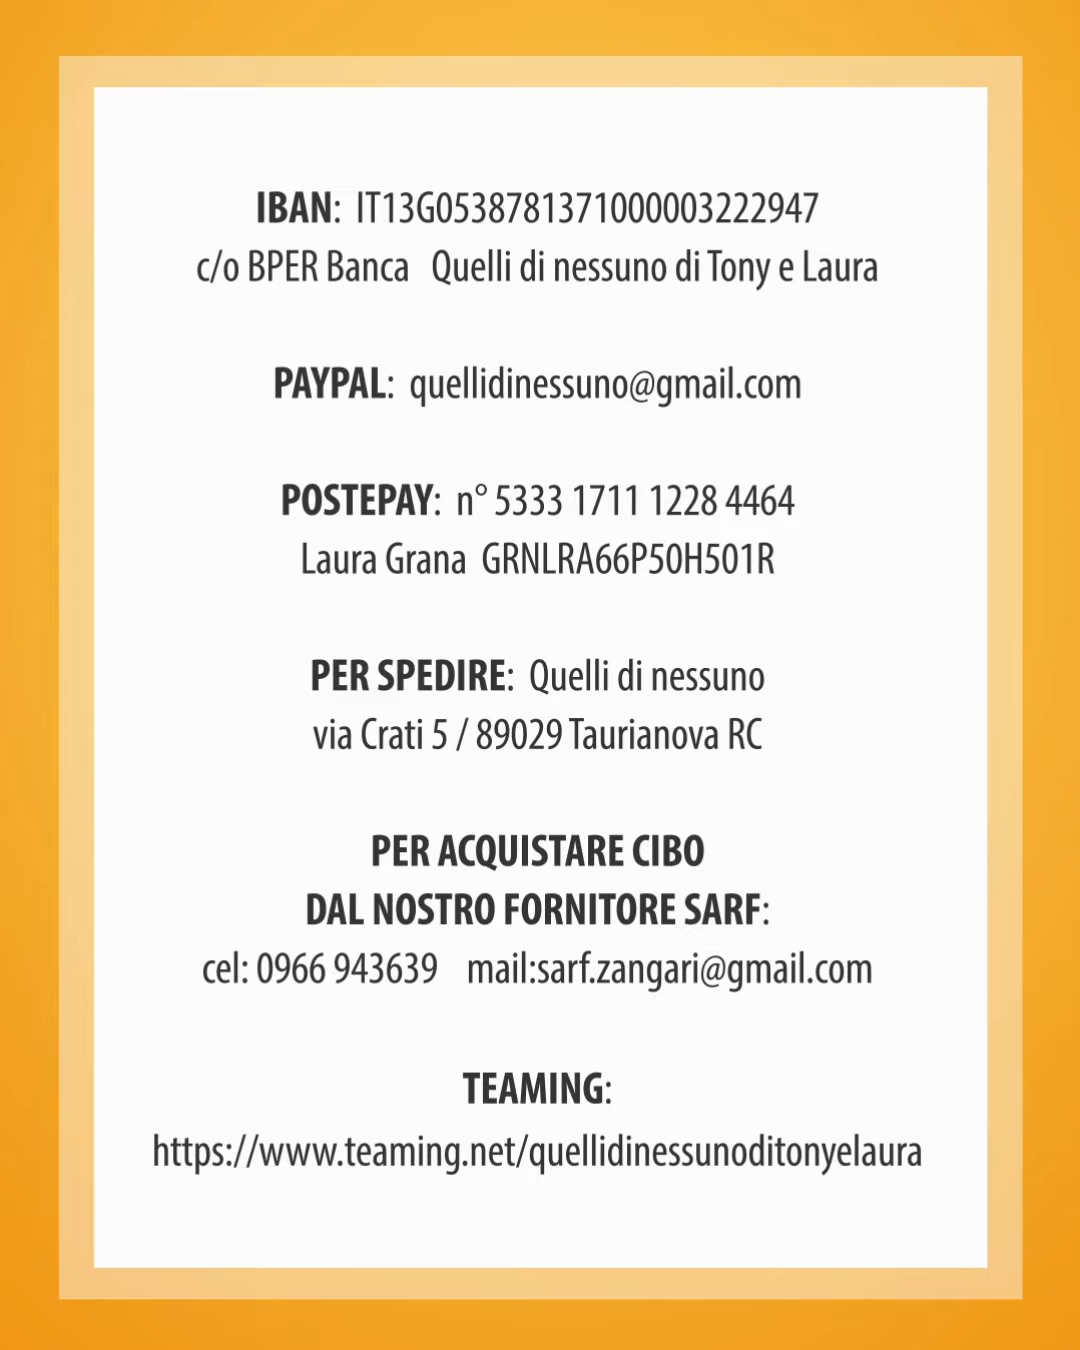 IBAN: IT13G0538781371000003222947
c/o BPER Banca Quelli di nessuno di Tony e Laura
PAYPAL: quellidinessuno@gmail.com
POSTEPAY: n° 5333 1711 1228 4464
Laura Grana GRNLRA66P50H501R
PER SPEDIRE: Quelli di nessuno
via Crati 5 / 89029 Taurianova RC
PER ACQUISTARE CIBO
DAL NOSTRO FORNITORE SARF:
cel: 0966 943639 mail:sarf.zangari@gmail.com
TEAMING:
https://www.teaming.net/quellidinessunoditonyelaura